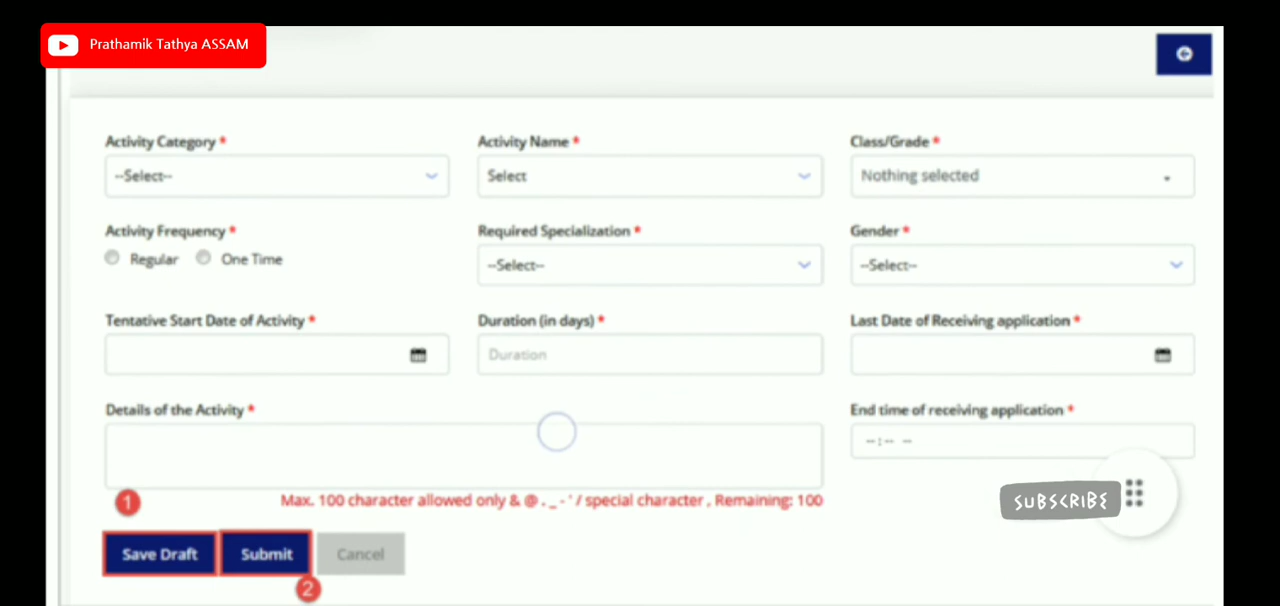 Prathamik Tathya ASSAM
Activity Category *
Activity Name *
Class/Grade *
--Select--
Select
Nothing selected
Activity Frequency *
Required Specialization *
Gender *
Regular
One Time
--Select--
--Select--
Tentative Start Date of Activity *
Duration (in days) *
Last Date of Receiving application *
Duration
Details of the Activity *
End time of receiving application *
--:-- --
1
Max. 100 character allowed only & @ . _ - ' / special character , Remaining: 100
SUBSCRIBE
Save Draft
Submit
Cancel
2